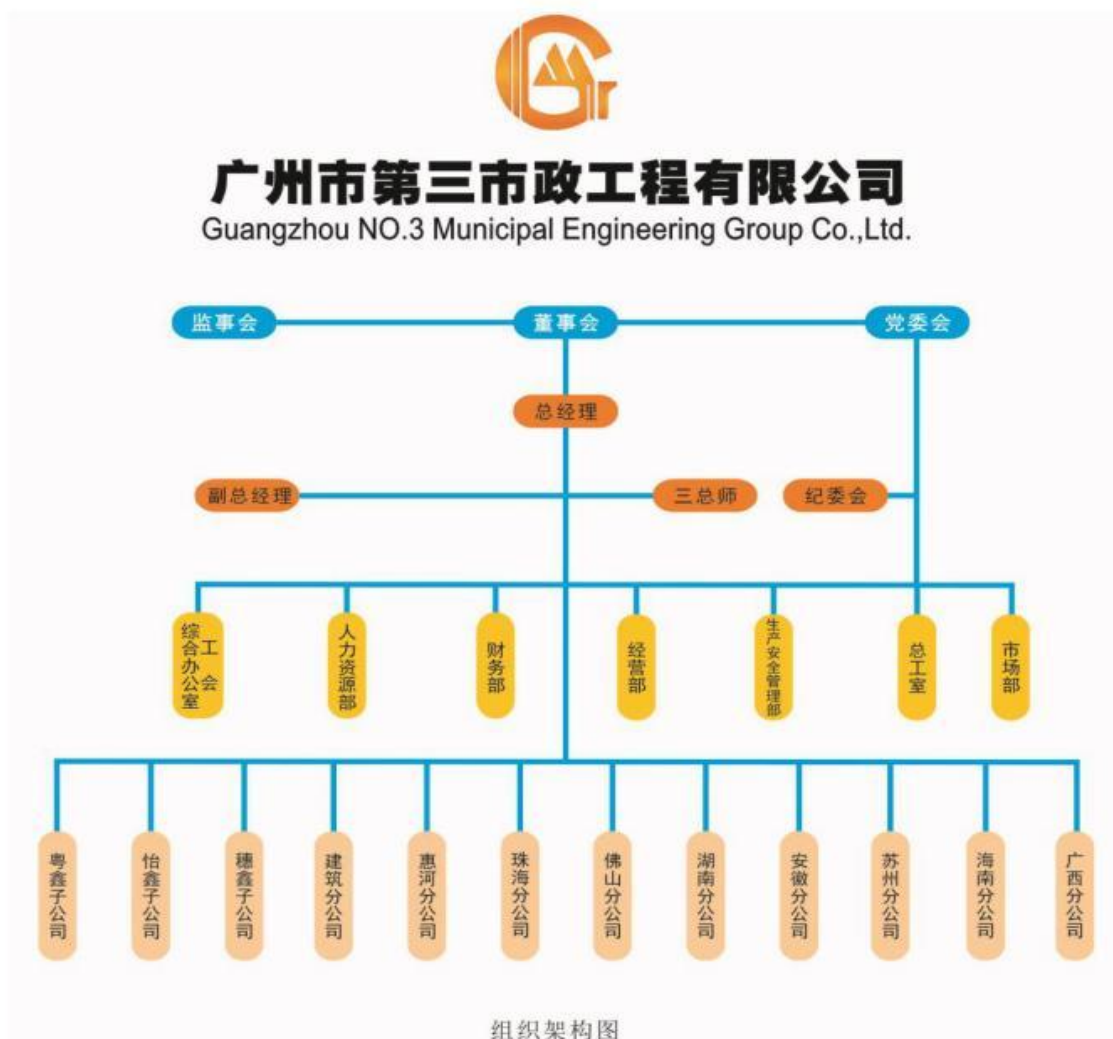 广州市第三市政工程有限公司
Guangzhou NO.3 Municipal Engineering Group Co.,Ltd.
监事会
董事会
党委会
总经理
副总经理
三总师
纪委会
综合办公室
工会
人力资源部
财务部
经营部
生产安全管理部
总工室
市场部
粤鑫子公司
怡鑫子公司
穗鑫子公司
建筑分公司
惠河分公司
珠海分公司
佛山分公司
湖南分公司
安徽分公司
苏州分公司
海南分公司
广西分公司
组织架构图